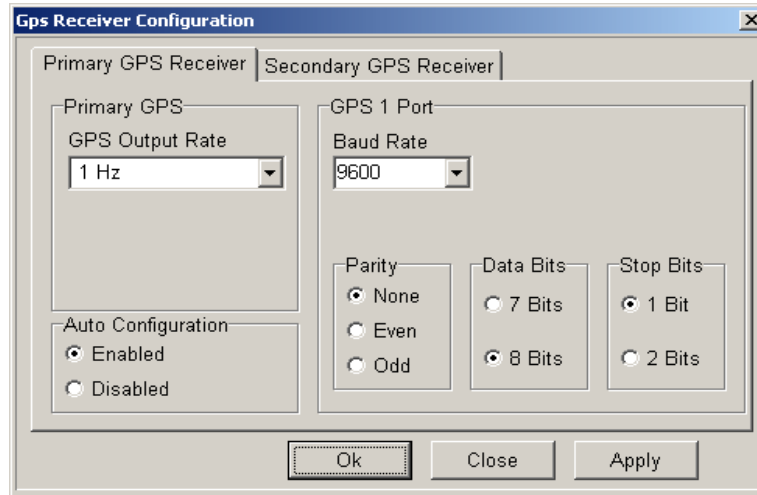 Gps Receiver Configuration
Primary GPS Receiver
Secondary GPS Receiver
Primary GPS
GPS Output Rate
1 Hz
Auto Configuration
Enabled
Disabled
GPS 1 Port
Baud Rate
9600
Parity
None
Even
Odd
Data Bits
7 Bits
8 Bits
Stop Bits
1 Bit
2 Bits
Ok
Close
Apply